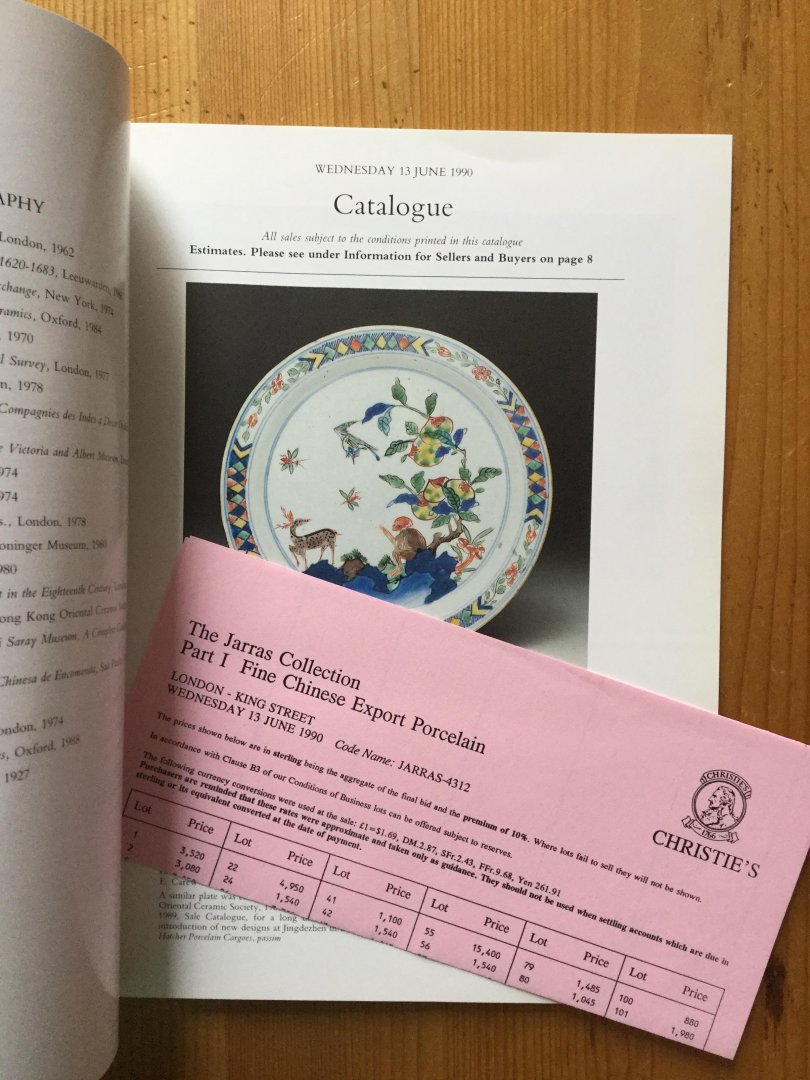 APHY
London, 1962
1620-1683, Leeuwarden,
change, New York, 1974
ramics, Oxford, 1984
, 1970
l Survey, London, 1977
n, 1978
Compagnies des Indes à
e Victoria and Albert Museum,
974
974
s., London, 1978
oninger Museum, 1980
980
t in the Eighteenth Century,
ong Kong Oriental Ceramic
i Saray Museum, A Complete
Chinesa de Encomenda, São
ondon, 1974
s, Oxford, 1988
1927
WEDNESDAY 13 JUNE 1990
Catalogue
All sales subject to the conditions printed in this catalogue
Estimates. Please see under Information for Sellers and Buyers on page 8
The Jarras Collection
Part I Fine Chinese Export Porcelain
LONDON - KING STREET
WEDNESDAY 13 JUNE 1990 Code Name: JARRAS-4312
The prices shown below are in sterling being the aggregate of the final bid and the premium of 10%. Where lots fail to sell they will not be shown.
In accordance with Clause B3 of our Conditions of Business lots can be offered subject to reserves.
The following currency conversions were used at the sale; £1=$1.69, DM.2.87, SFr.2.43, FFr.9.68, Yen 261.91
Purchasers are reminded that these rates were approximate and taken only as guidance. They should not be used when settling accounts which are due in
sterling or its equivalent converted at the date of payment.
CHRISTIE'S
1766
CHRISTIE'S
Lot Price Lot Price Lot Price Lot Price Lot Price Lot Price
1 3,520 22 4,950 41 1,100 55 15,400 79 1,485 100 880
2 3,080 24 1,540 42 1,540 56 1,540 80 1,045 101 1,980
A similar plate was
Oriental Ceramic Society,
1989, Sale Catalogue, for a long
introduction of new designs at Jingdezhen
Hatcher Porcelain Cargoes, passim